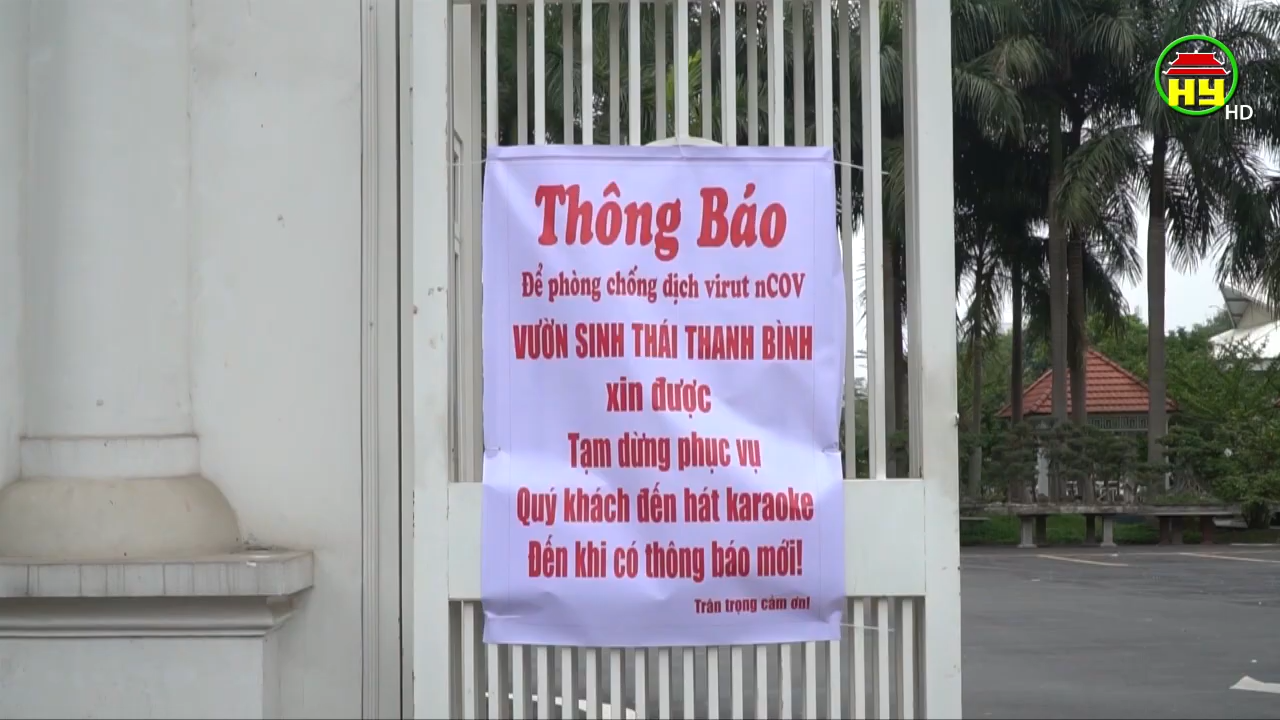 HY
HD
Thông Báo
Để phòng chống dịch virut nCOV
VƯỜN SINH THÁI THANH BÌNH
xin được
Tạm dừng phục vụ
Quý khách đến hát karaoke
Đến khi có thông báo mới!
Trân trọng cảm ơn!